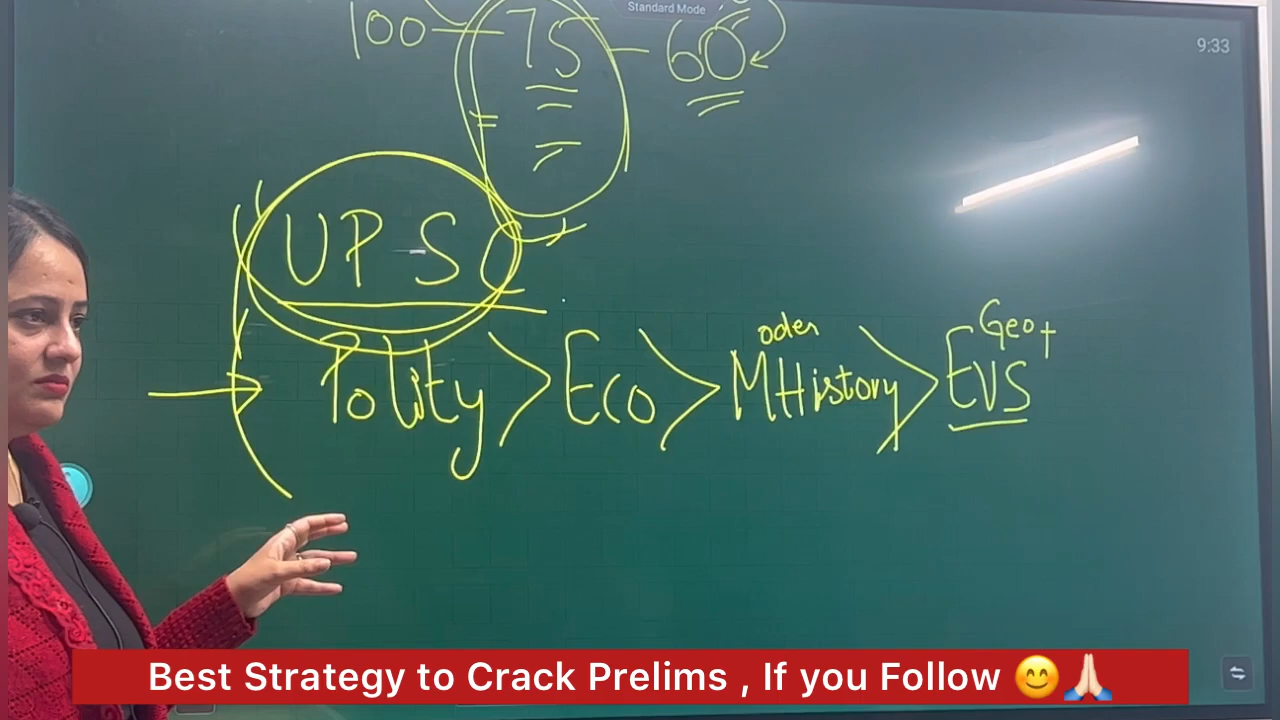 Standard Mode
9:33
100 — 75 — 60
UPSC
Polity > Eco > MHistory > EVS
oder
Geo+
Best Strategy to Crack Prelims , If you Follow 😊🙏🏻